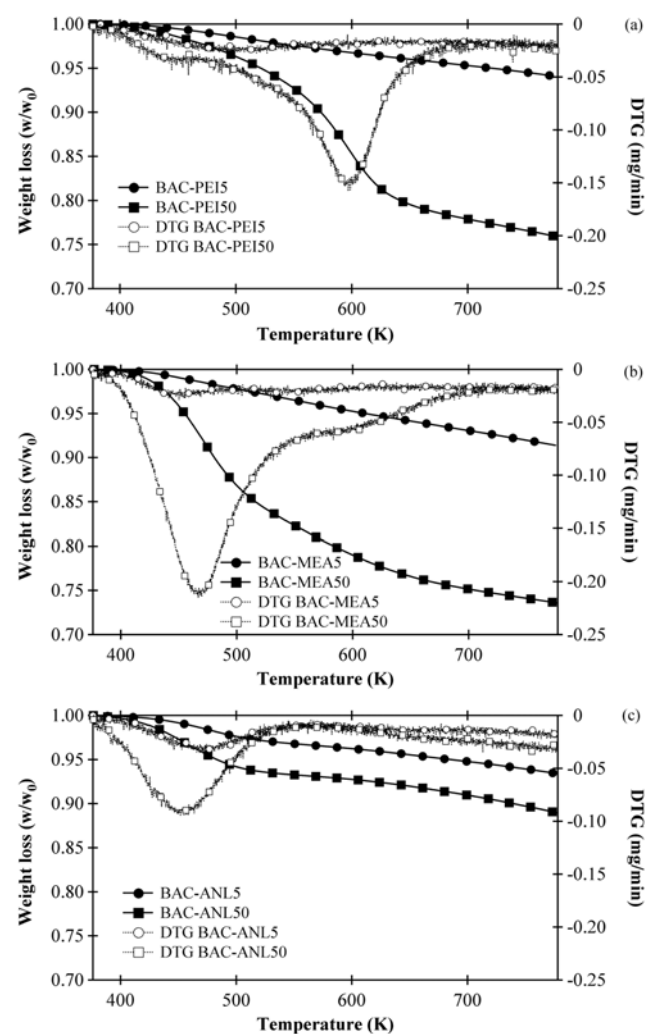 (a)
Weight loss (w/w0)
1.00
0.95
0.90
0.85
0.80
0.75
0.70
0
-0.05
-0.10
-0.15
-0.20
-0.25
DTG (mg/min)
BAC-PEI5
BAC-PEI50
DTG BAC-PEI5
DTG BAC-PEI50
400 500 600 700
Temperature (K)
(b)
Weight loss (w/w0)
1.00
0.95
0.90
0.85
0.80
0.75
0.70
0
-0.05
-0.10
-0.15
-0.20
-0.25
DTG (mg/min)
BAC-MEA5
BAC-MEA50
DTG BAC-MEA5
DTG BAC-MEA50
400 500 600 700
Temperature (K)
(c)
Weight loss (w/w0)
1.00
0.95
0.90
0.85
0.80
0.75
0.70
0
-0.05
-0.10
-0.15
-0.20
-0.25
DTG (mg/min)
BAC-ANL5
BAC-ANL50
DTG BAC-ANL5
DTG BAC-ANL50
400 500 600 700
Temperature (K)